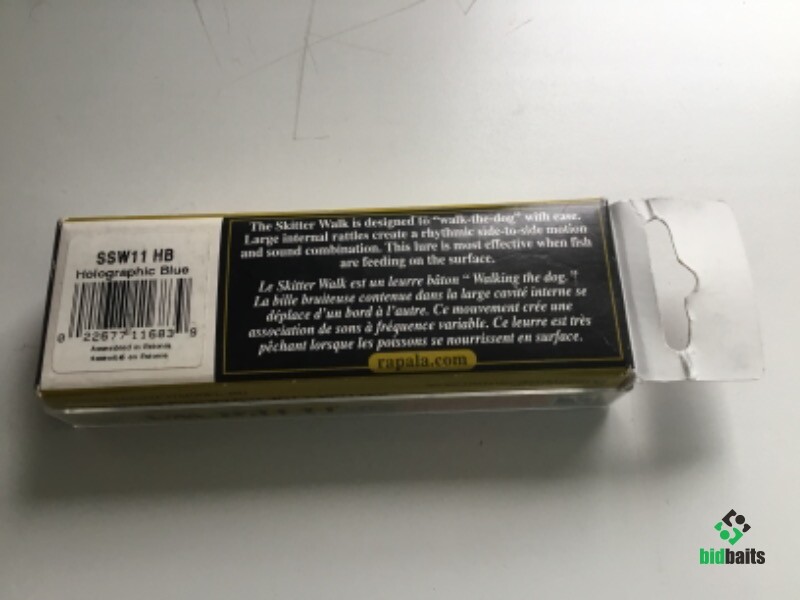 SSW11 HB
Holographic Blue
0 22677 11683 9
The Skitter Walk is designed to "walk-the-dog" with ease.
Large internal rattles create a rhythmic side-to-side motion
and sound combination. This lure is most effective when fish
are feeding on the surface.
Le Skitter Walk est un leurre bâton " Walking the dog."
La bille bruiteuse contenue dans la large cavité interne se
déplace d'un bord à l'autre. Ce mouvement crée une
association de sons à fréquence variable. Ce leurre est très
pêchant lorsque les poissons se nourrissent en surface.
rapala.com
bidbaits